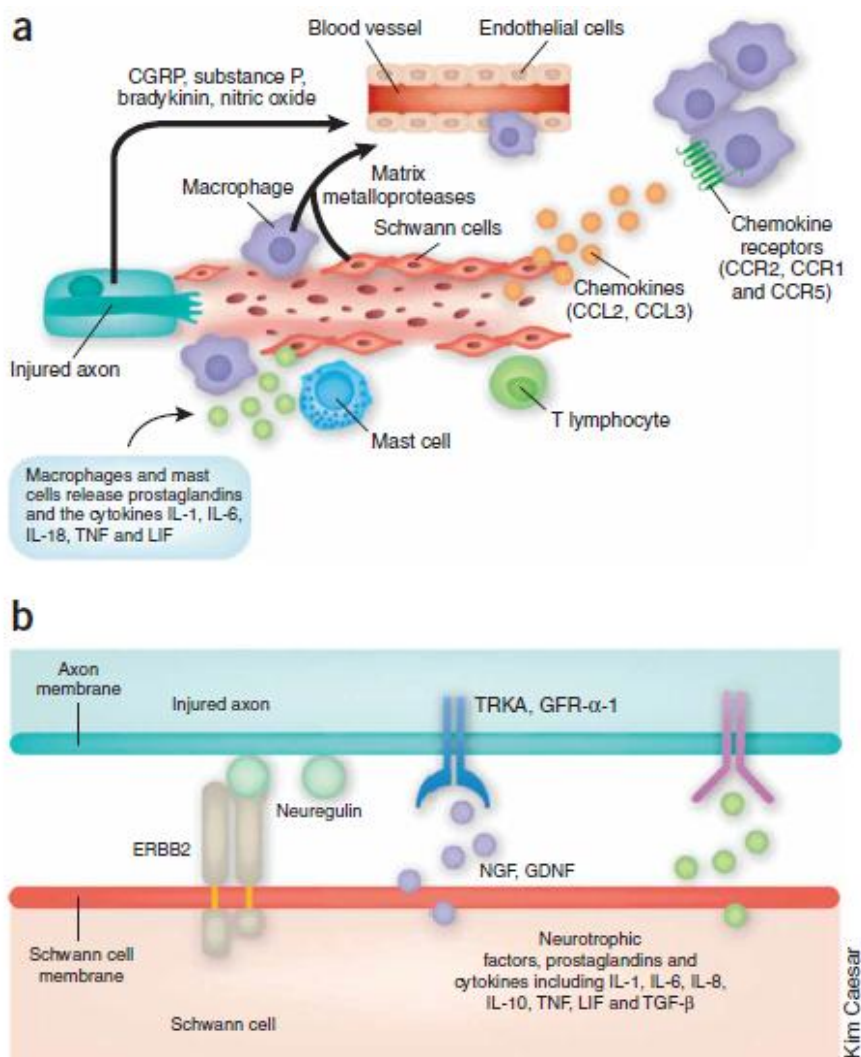 a
Blood vessel
Endothelial cells
CGRP, substance P,
bradykinin, nitric oxide
Macrophage
Matrix
metalloproteases
Schwann cells
Chemokine
receptors
(CCR2, CCR1
and CCR5)
Chemokines
(CCL2, CCL3)
Injured axon
T lymphocyte
Mast cell
Macrophages and mast
cells release prostaglandins
and the cytokines IL-1, IL-6,
IL-18, TNF and LIF
b
Axon
membrane
Injured axon
TRKA, GFR-α-1
Neuregulin
ERBB2
NGF, GDNF
Schwann cell
membrane
Neurotrophic
factors, prostaglandins and
cytokines including IL-1, IL-6, IL-8,
IL-10, TNF, LIF and TGF-β
Schwann cell
Kim Caesar